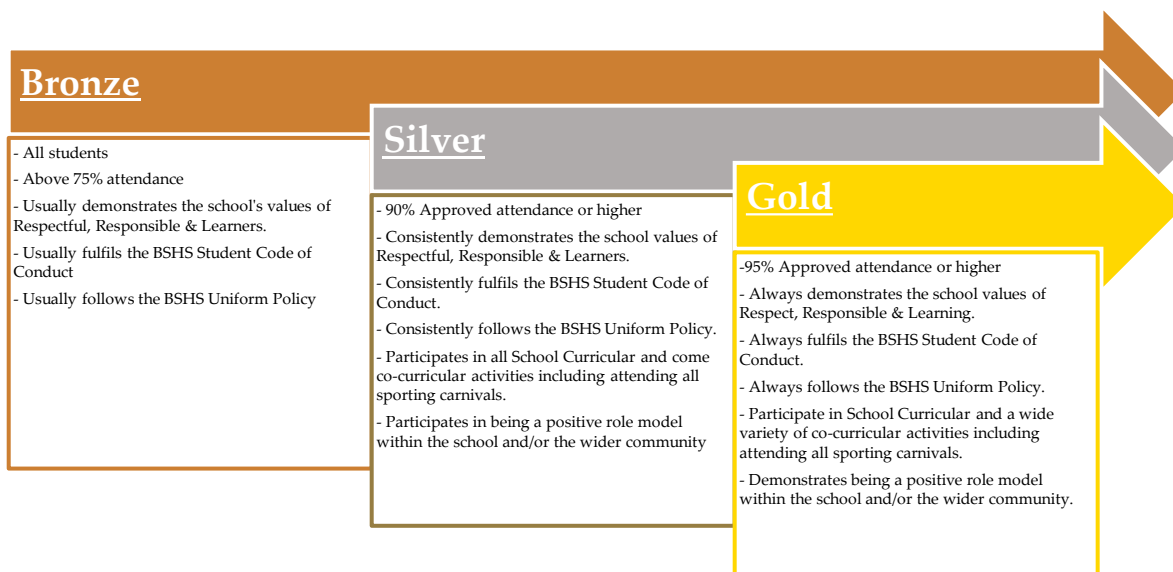 Bronze
- All students
- Above 75% attendance
- Usually demonstrates the school's values of
Respectful, Responsible & Learners.
- Usually fulfils the BSHS Student Code of
Conduct
- Usually follows the BSHS Uniform Policy
Silver
- 90% Approved attendance or higher
- Consistently demonstrates the school values of
Respectful, Responsible & Learners.
- Consistently fulfils the BSHS Student Code of
Conduct.
- Consistently follows the BSHS Uniform Policy.
- Participates in all School Curricular and come
co-curricular activities including attending all
sporting carnivals.
- Participates in being a positive role model
within the school and/or the wider community
Gold
-95% Approved attendance or higher
- Always demonstrates the school values of
Respect, Responsible & Learning.
- Always fulfils the BSHS Student Code of
Conduct.
- Always follows the BSHS Uniform Policy.
- Participate in School Curricular and a wide
variety of co-curricular activities including
attending all sporting carnivals.
- Demonstrates being a positive role model
within the school and/or the wider community.